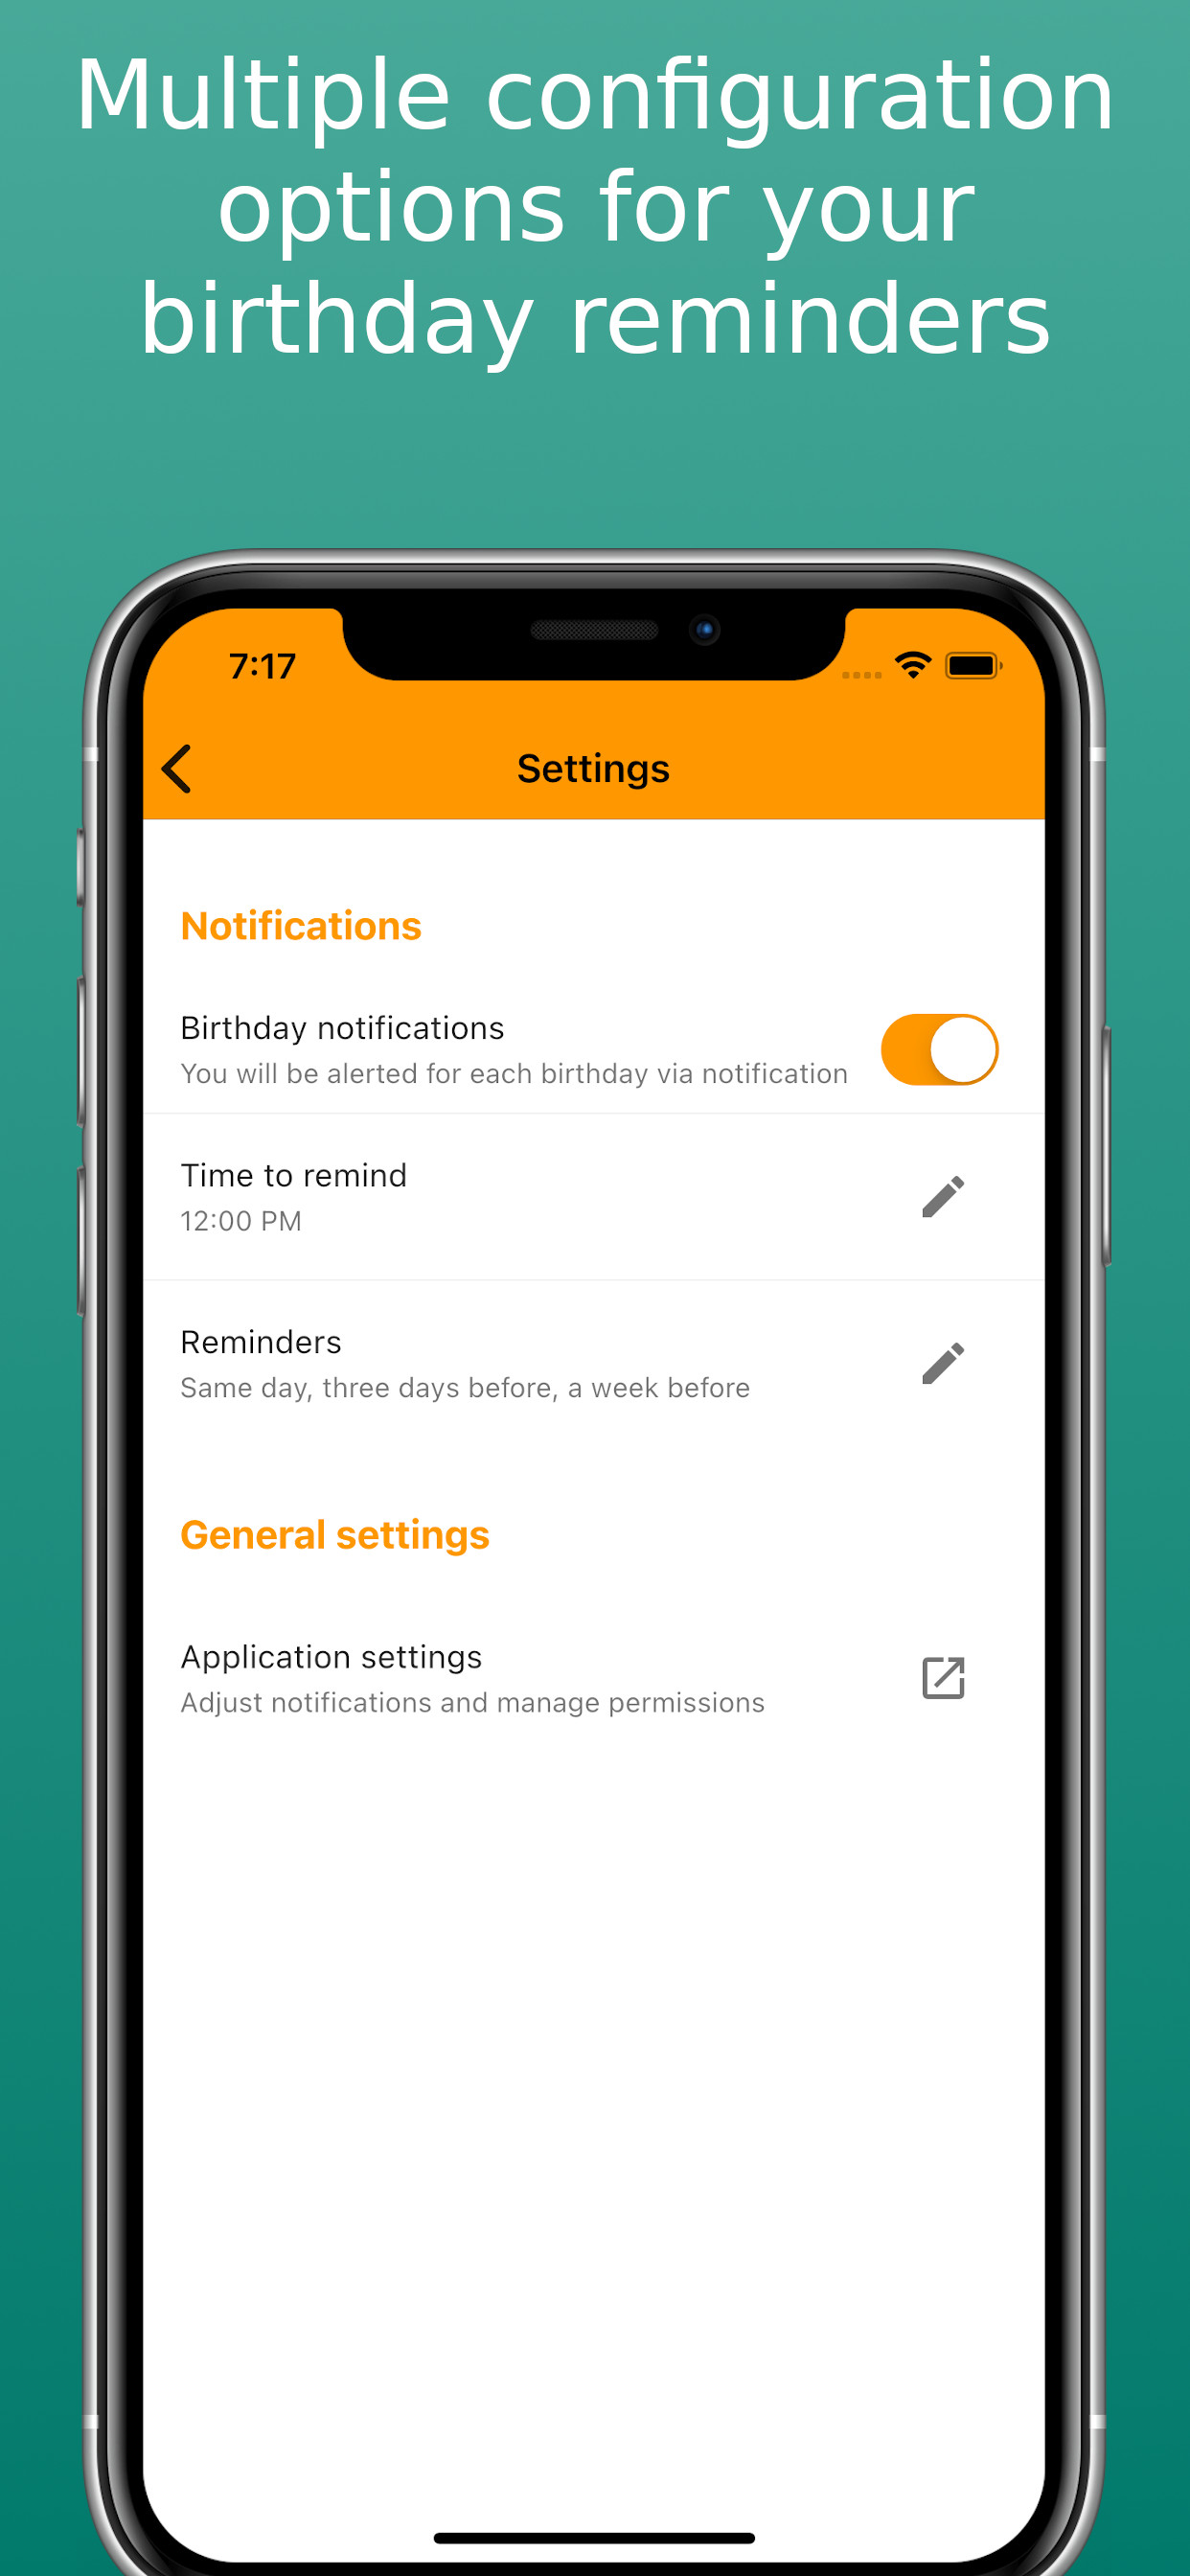 Multiple configuration
options for your
birthday reminders
7:17
Settings
Notifications
Birthday notifications
You will be alerted for each birthday via notification
Time to remind
12:00 PM
Reminders
Same day, three days before, a week before
General settings
Application settings
Adjust notifications and manage permissions